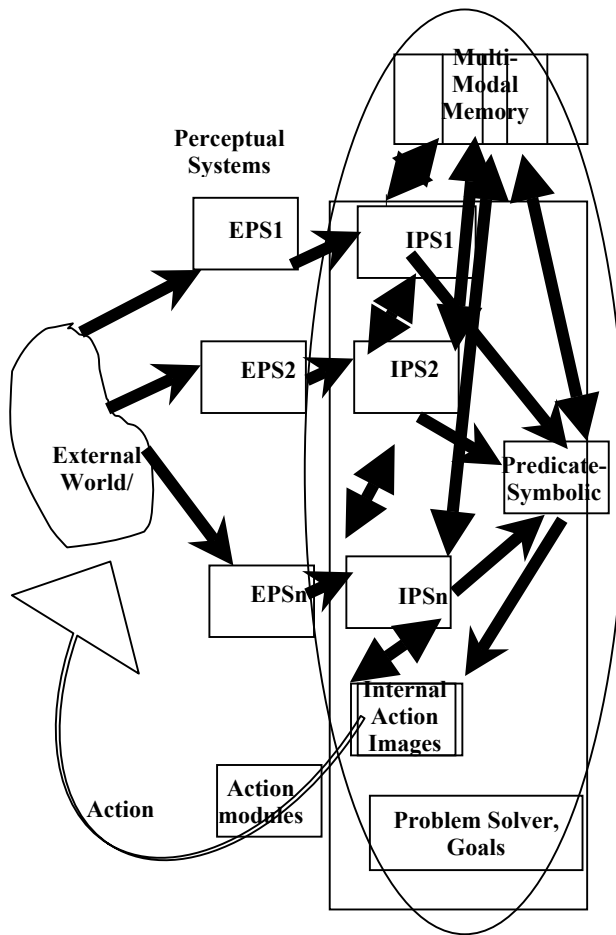 Multi-
Modal
Memory
Perceptual
Systems
EPS1
IPS1
EPS2
IPS2
External
World/
Predicate-
Symbolic
EPSn
IPSn
Internal
Action
Images
Action
Action
modules
Problem Solver,
Goals